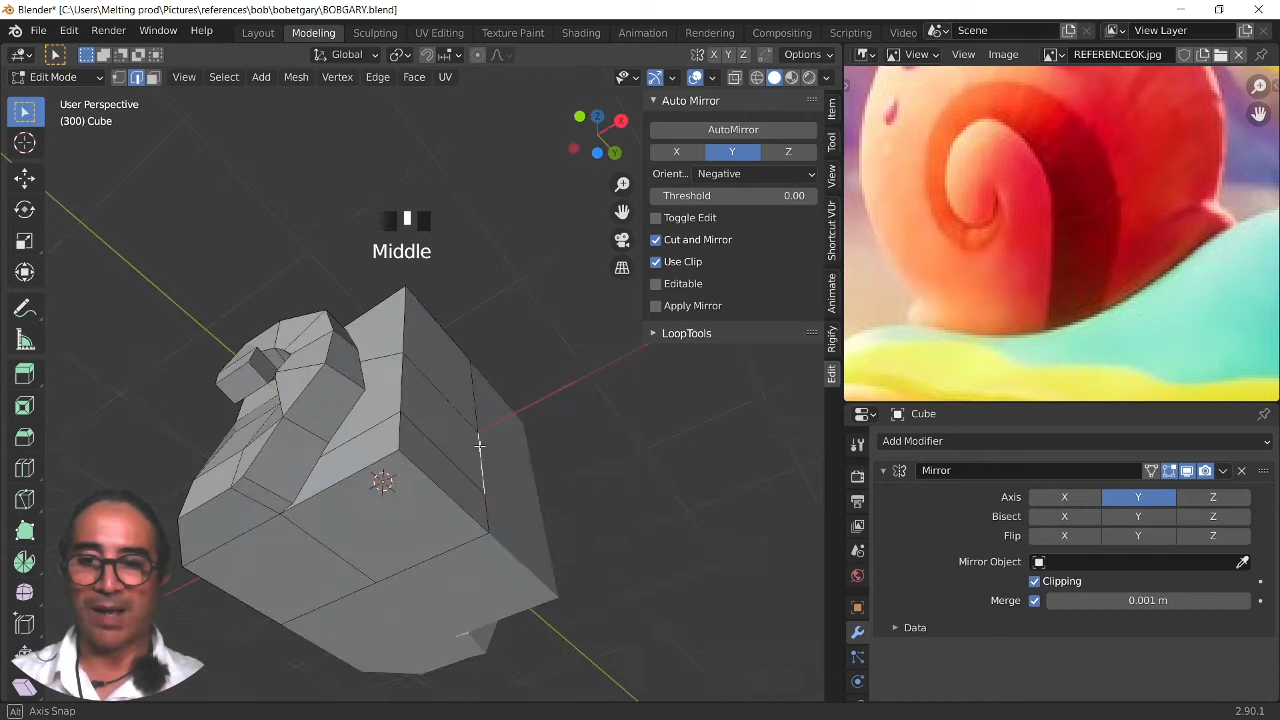 Blender* [C:\Users\Melting prod\Pictures\references\bob\bobetgary\BOBGARY.blend]
File Edit Render Window Help Layout Modeling Sculpting UV Editing Texture Paint Shading Animation Rendering Compositing Scripting Video Scene View Layer
Global X Y Z Options View View Image REFERENCEOK.jpg
Edit Mode View Select Add Mesh Vertex Edge Face UV
User Perspective
(300) Cube
X
Y
Z
Middle
Auto Mirror
AutoMirror
X Y Z
Orient... Negative
Threshold 0.00
Toggle Edit
Cut and Mirror
Use Clip
Editable
Apply Mirror
LoopTools
Item
Tool
View
Shortcut VUr
Animate
Rigify
Edit
Cube
Add Modifier
Mirror
Axis X Y Z
Bisect X Y Z
Flip X Y Z
Mirror Object
Clipping
Merge 0.001 m
Data
Alt Axis Snap 2.90.1